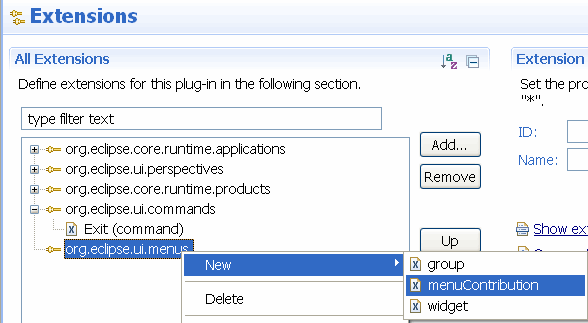 Extensions
All Extensions
Define extensions for this plug-in in the following section.
type filter text
org.eclipse.core.runtime.applications
org.eclipse.ui.perspectives
org.eclipse.core.runtime.products
org.eclipse.ui.commands
Exit (command)
org.eclipse.ui.menus
Add...
Remove
Up
New
Delete
group
menuContribution
widget
Extension
Set the pro
"*".
ID:
Name:
Show ext